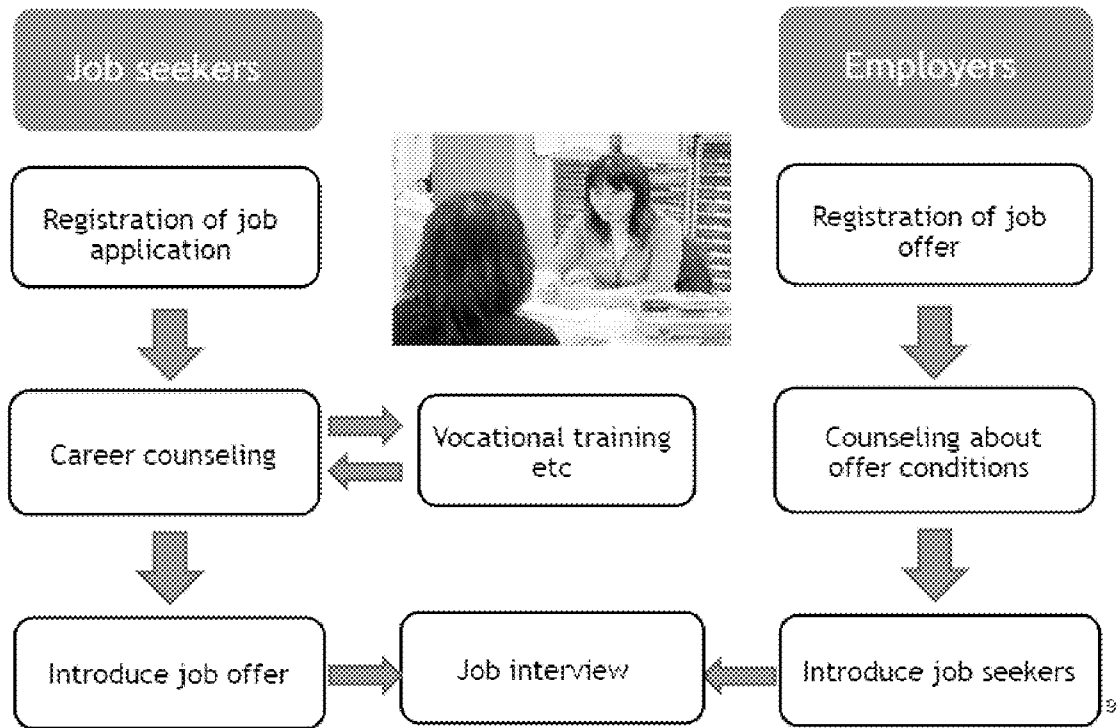 Job seekers
Employers
Registration of job
application
Registration of job
offer
Career counseling
Vocational training
etc
Counseling about
offer conditions
Introduce job offer
Job interview
Introduce job seekers